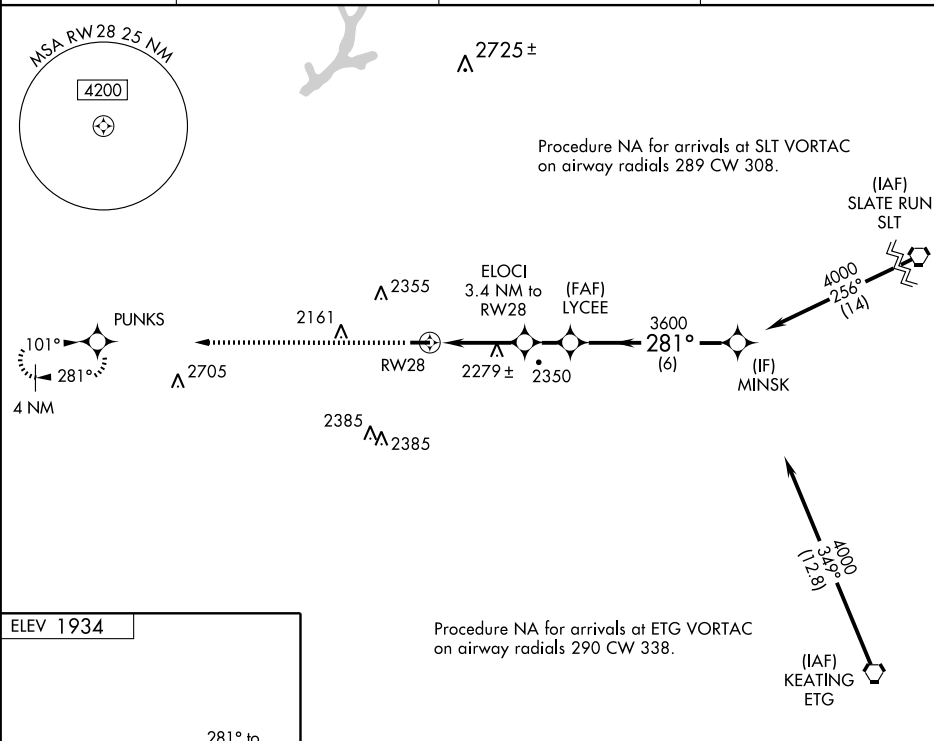 MSA RW 28 25 NM
4200
2725 ±
Procedure NA for arrivals at SLT VORTAC
on airway radials 289 CW 308.
(IAF)
SLATE RUN
SLT
4000
256°
(14)
ELOCI
3.4 NM to
RW28
(FAF)
LYCEE
2355
2161
PUNKS
101°
281°
4 NM
2705
RW28
2279 ±
2350
3600
281°
(6)
(IF)
MINSK
2385
2385
4000
349°
(12.8)
ELEV 1934
Procedure NA for arrivals at ETG VORTAC
on airway radials 290 CW 338.
(IAF)
KEATING
ETG
281° to